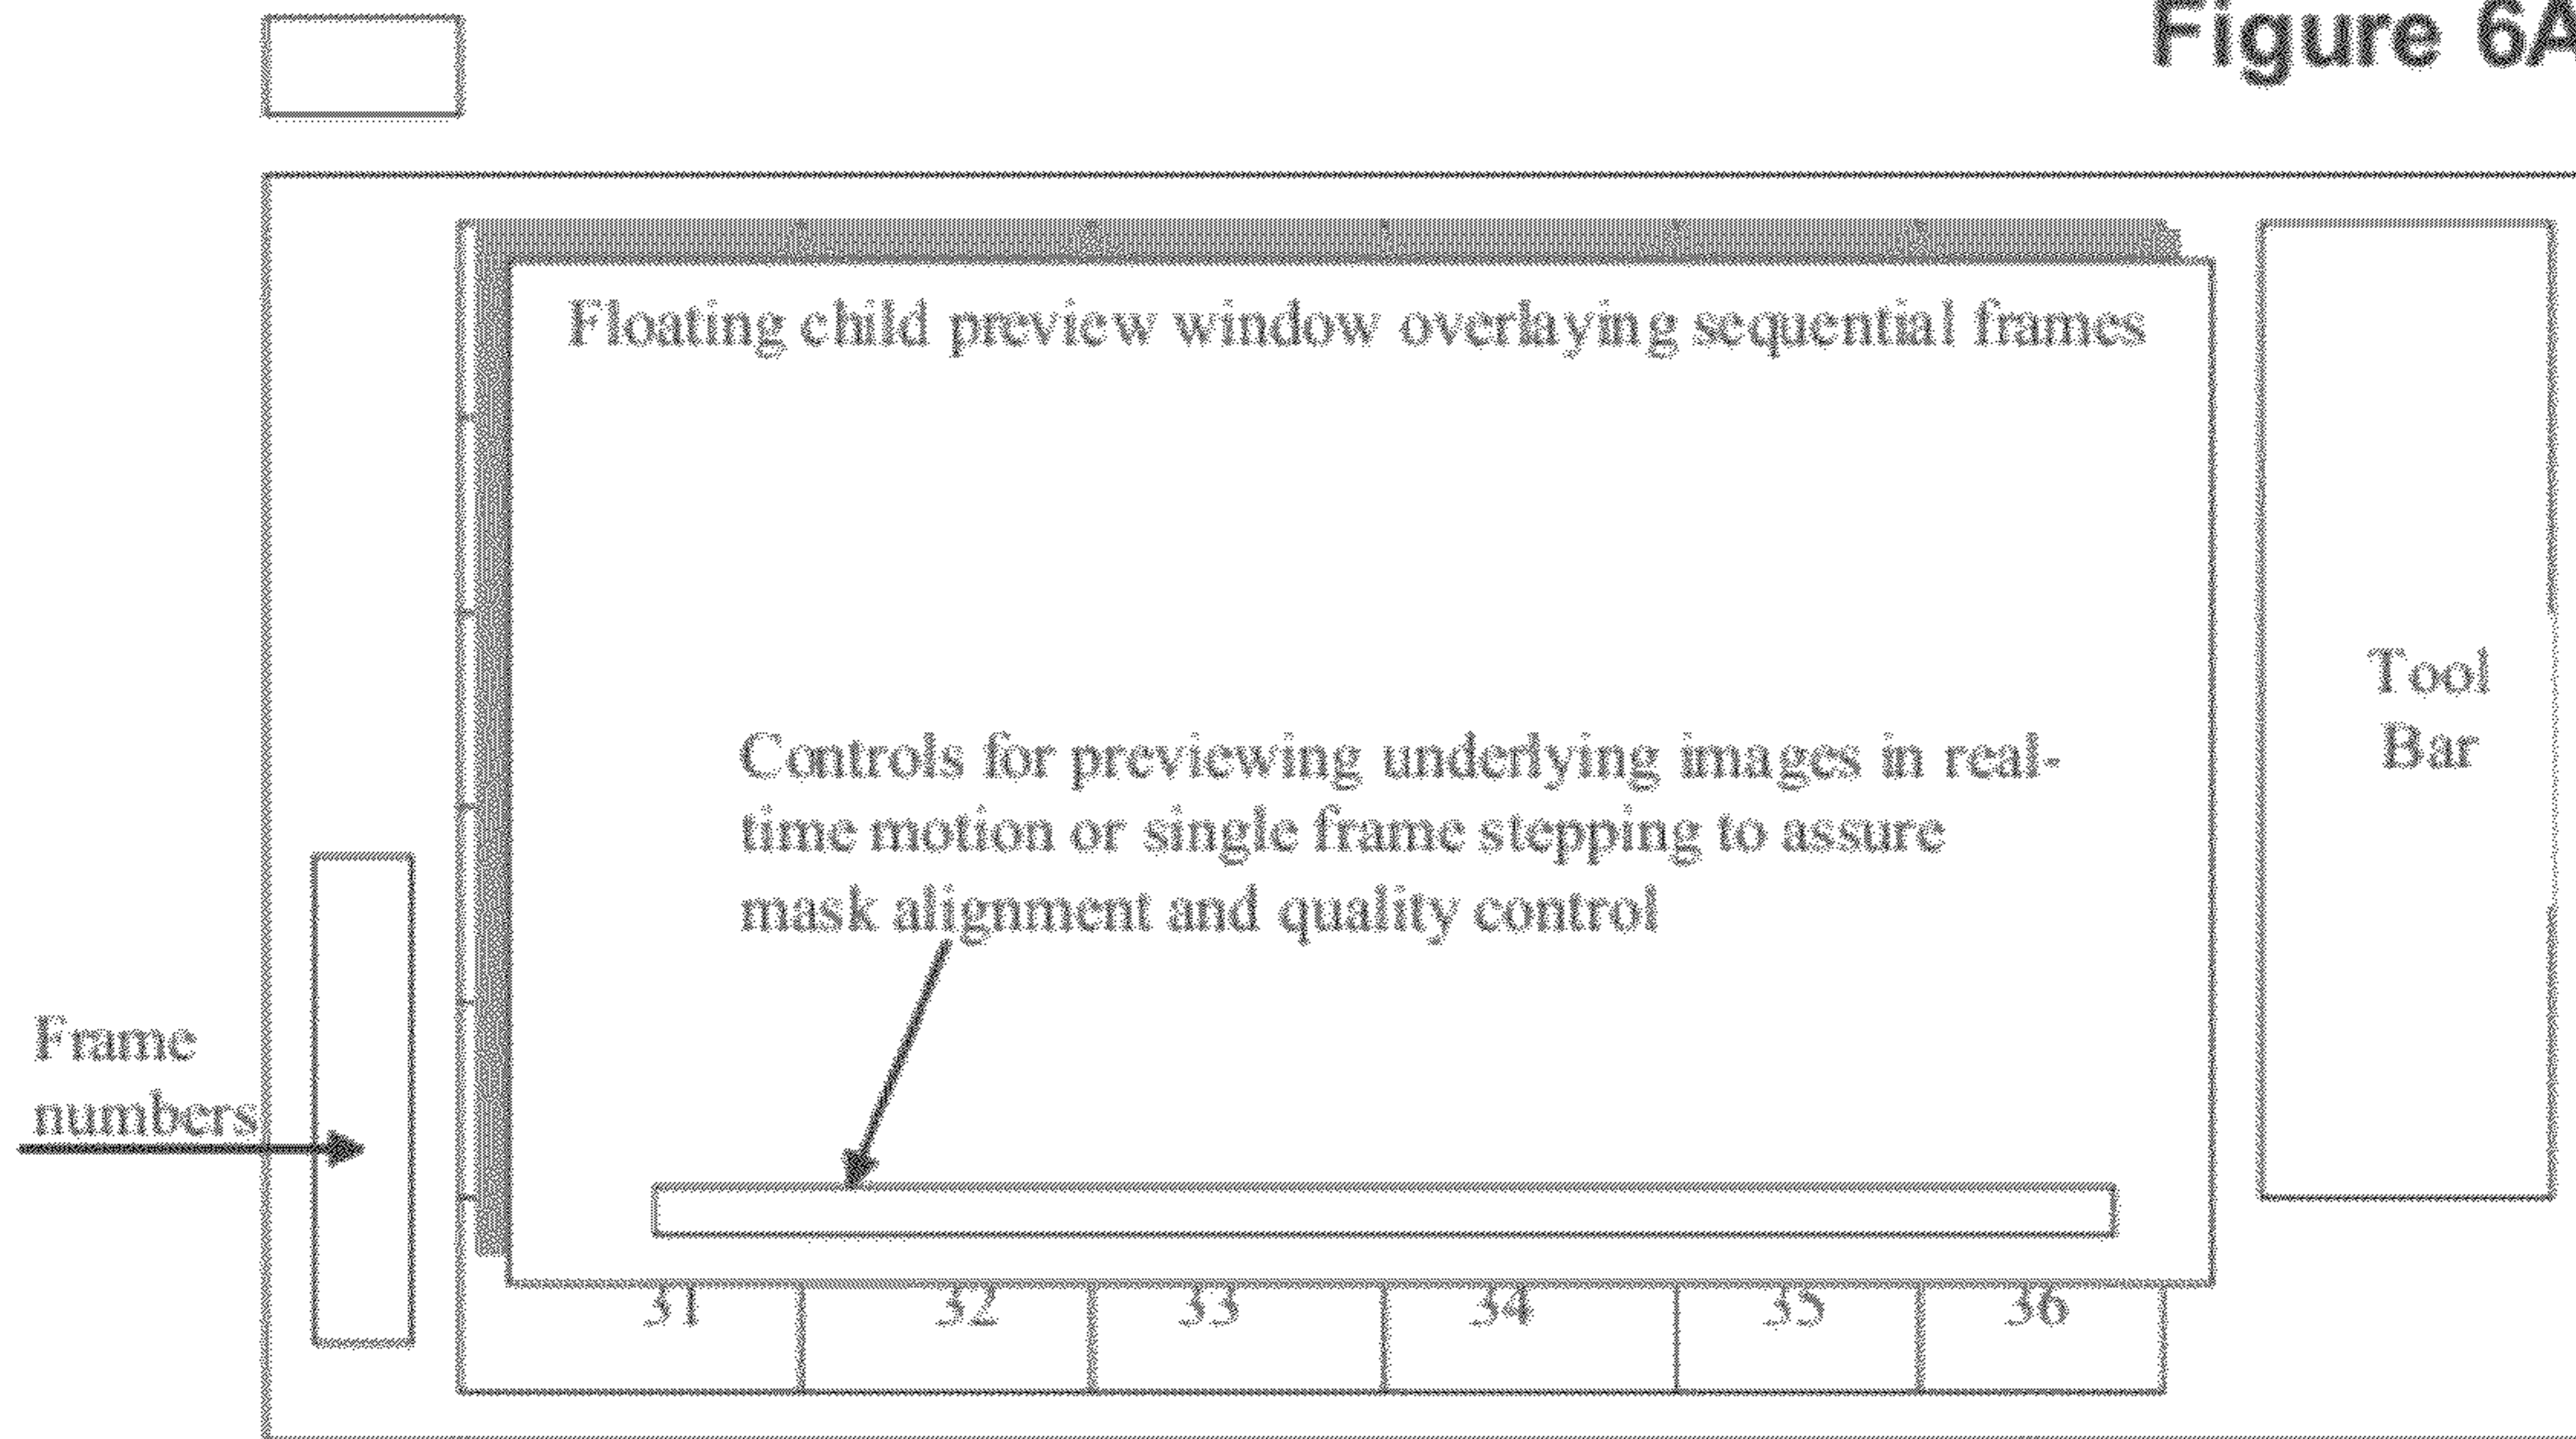 Figure 6A
Floating child preview window overlaying sequential frames
Tool
Bar
Controls for previewing underlying images in real-
time motion or single frame stepping to assure
mask alignment and quality control
Frame
numbers
31 32 33 34 35 36